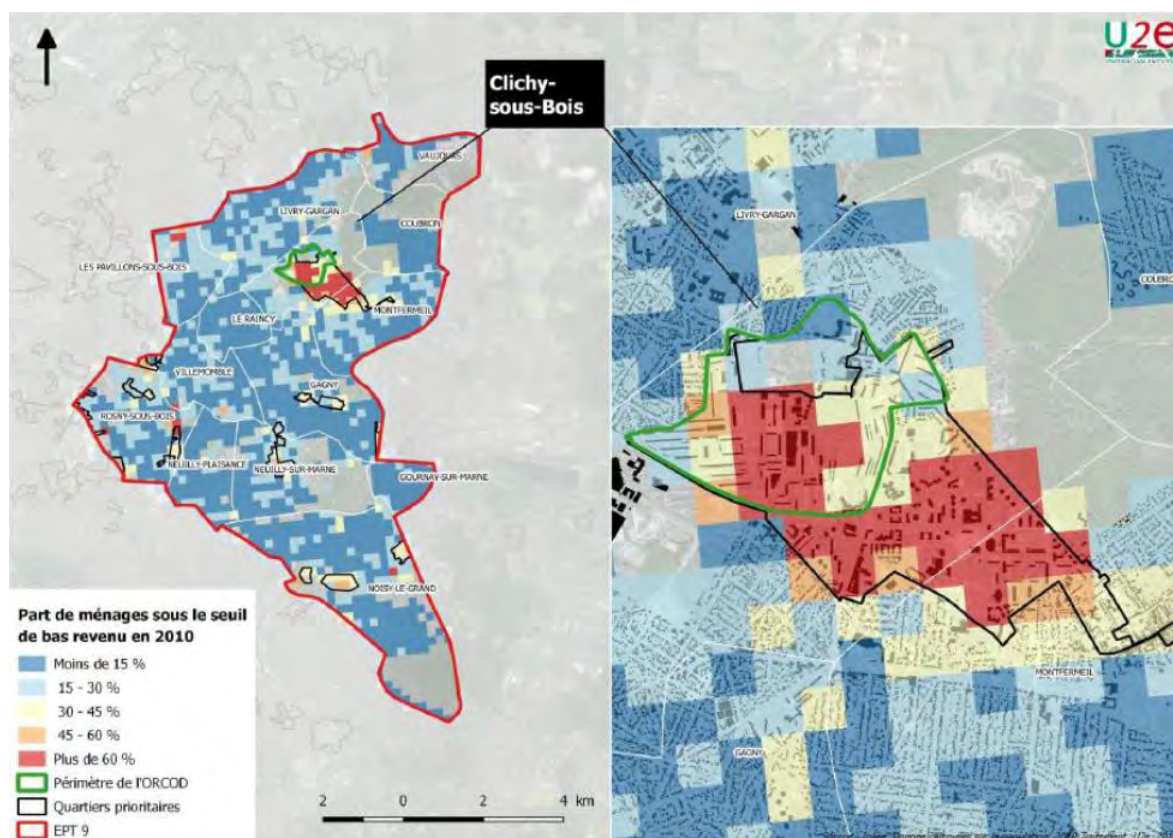 U2e
Clichy-
sous-Bois
VAUJOURS
LIVRY-GARGAN
COUBRON
LES PAVILLONS-SOUS-BOIS
LE RAINCY
MONTFERMEIL
VILLEMOMBLE
GAGNY
ROSNY-SOUS-BOIS
NEUILLY-PLAISANCE
NEUILLY-SUR-MARNE
GOURNAY-SUR-MARNE
NOISY-LE-GRAND
Part de ménages sous le seuil
de bas revenu en 2010
Moins de 15 %
15 - 30 %
30 - 45 %
45 - 60 %
Plus de 60 %
Périmètre de l'ORCOD
Quartiers prioritaires
EPT 9
2 0 2 4 km
LIVRY-GARGAN
COUBRO
MONTFERMEIL
GAGNY